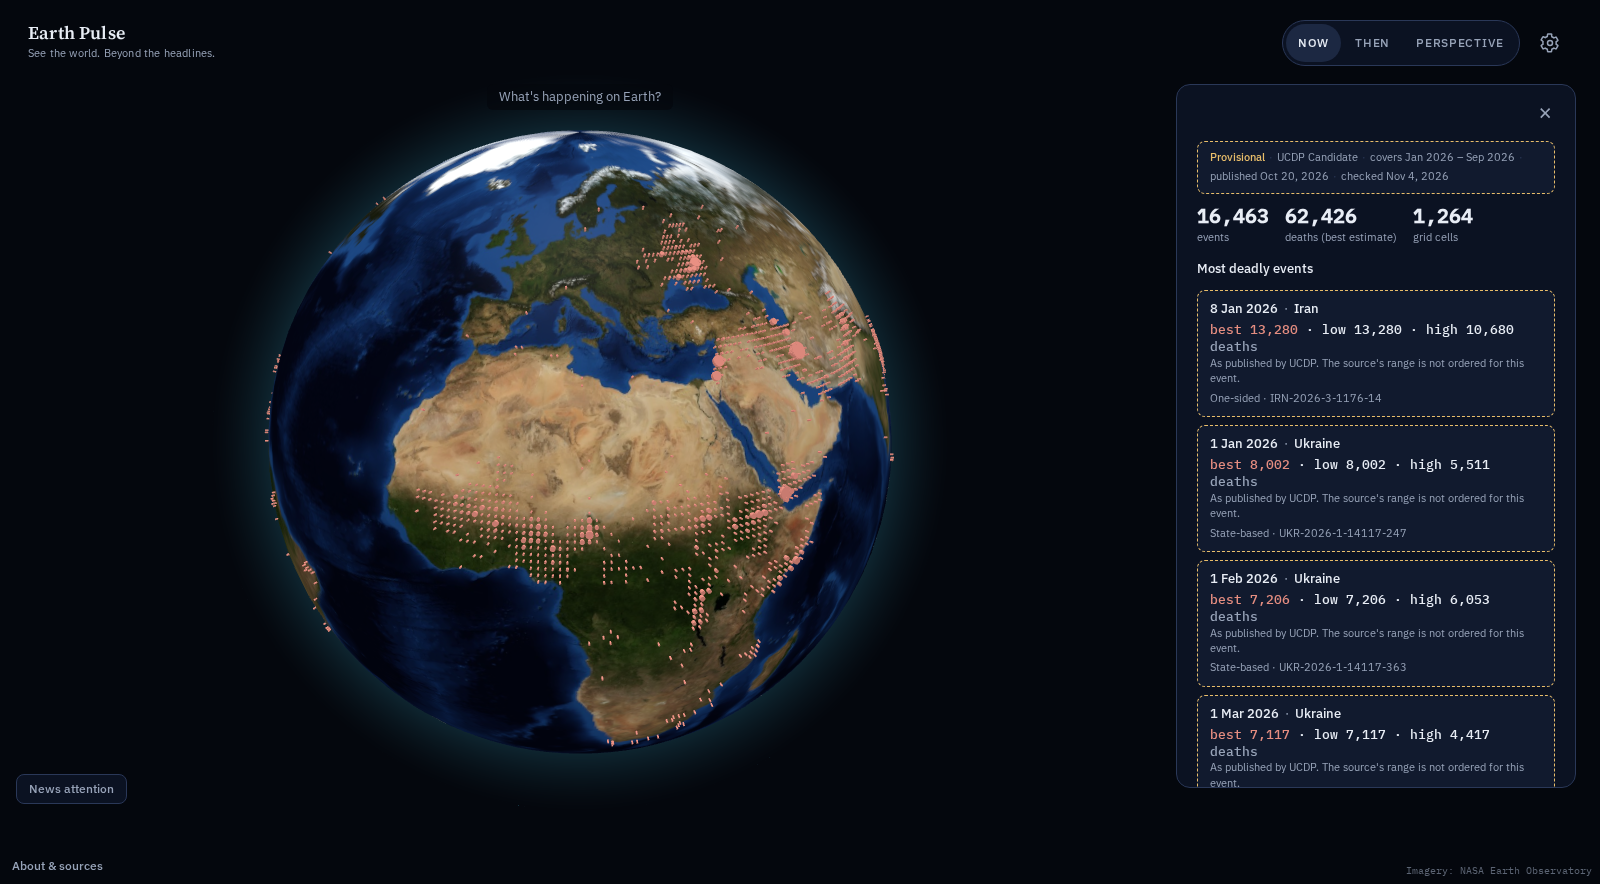 Earth Pulse
See the world. Beyond the headlines.
NOW THEN PERSPECTIVE
What's happening on Earth?
Provisional · UCDP Candidate · covers Jan 2026 – Sep 2026 ·
published Oct 20, 2026 · checked Nov 4, 2026
16,463 62,426 1,264
events deaths (best estimate) grid cells
Most deadly events
8 Jan 2026 · Iran
best 13,280 · low 13,280 · high 10,680
deaths
As published by UCDP. The source's range is not ordered for this
event.
One-sided · IRN-2026-3-1176-14
1 Jan 2026 · Ukraine
best 8,002 · low 8,002 · high 5,511
deaths
As published by UCDP. The source's range is not ordered for this
event.
State-based · UKR-2026-1-14117-247
1 Feb 2026 · Ukraine
best 7,206 · low 7,206 · high 6,053
deaths
As published by UCDP. The source's range is not ordered for this
event.
State-based · UKR-2026-1-14117-363
1 Mar 2026 · Ukraine
best 7,117 · low 7,117 · high 4,417
deaths
As published by UCDP. The source's range is not ordered for this
event.
News attention
About & sources
Imagery: NASA Earth Observatory